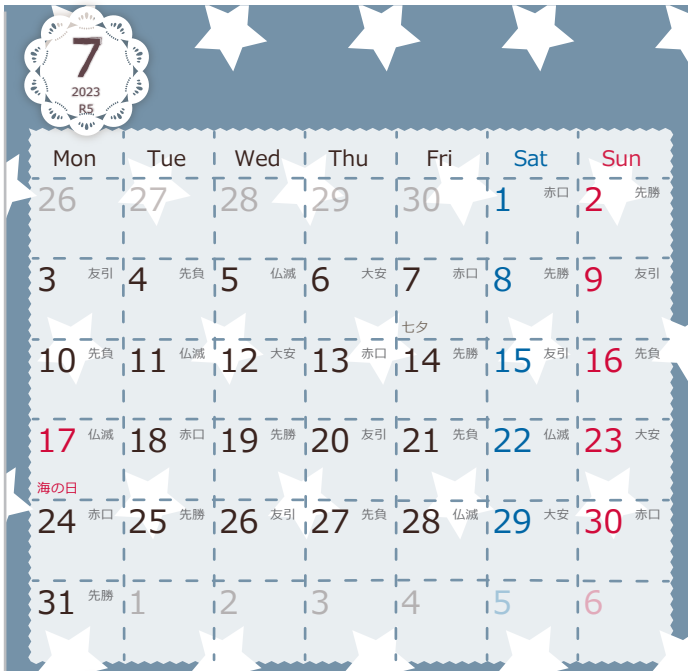 7
2023
R5
Mon Tue Wed Thu Fri Sat Sun
26 27 28 29 30 1 赤口 2 先勝
3 友引 4 先負 5 仏滅 6 大安 7 赤口 8 先勝 9 友引
七夕
10 先負 11 仏滅 12 大安 13 赤口 14 先勝 15 友引 16 先負
17 仏滅 18 赤口 19 先勝 20 友引 21 先負 22 仏滅 23 大安
海の日
24 赤口 25 先勝 26 友引 27 先負 28 仏滅 29 大安 30 赤口
31 先勝 1 2 3 4 5 6